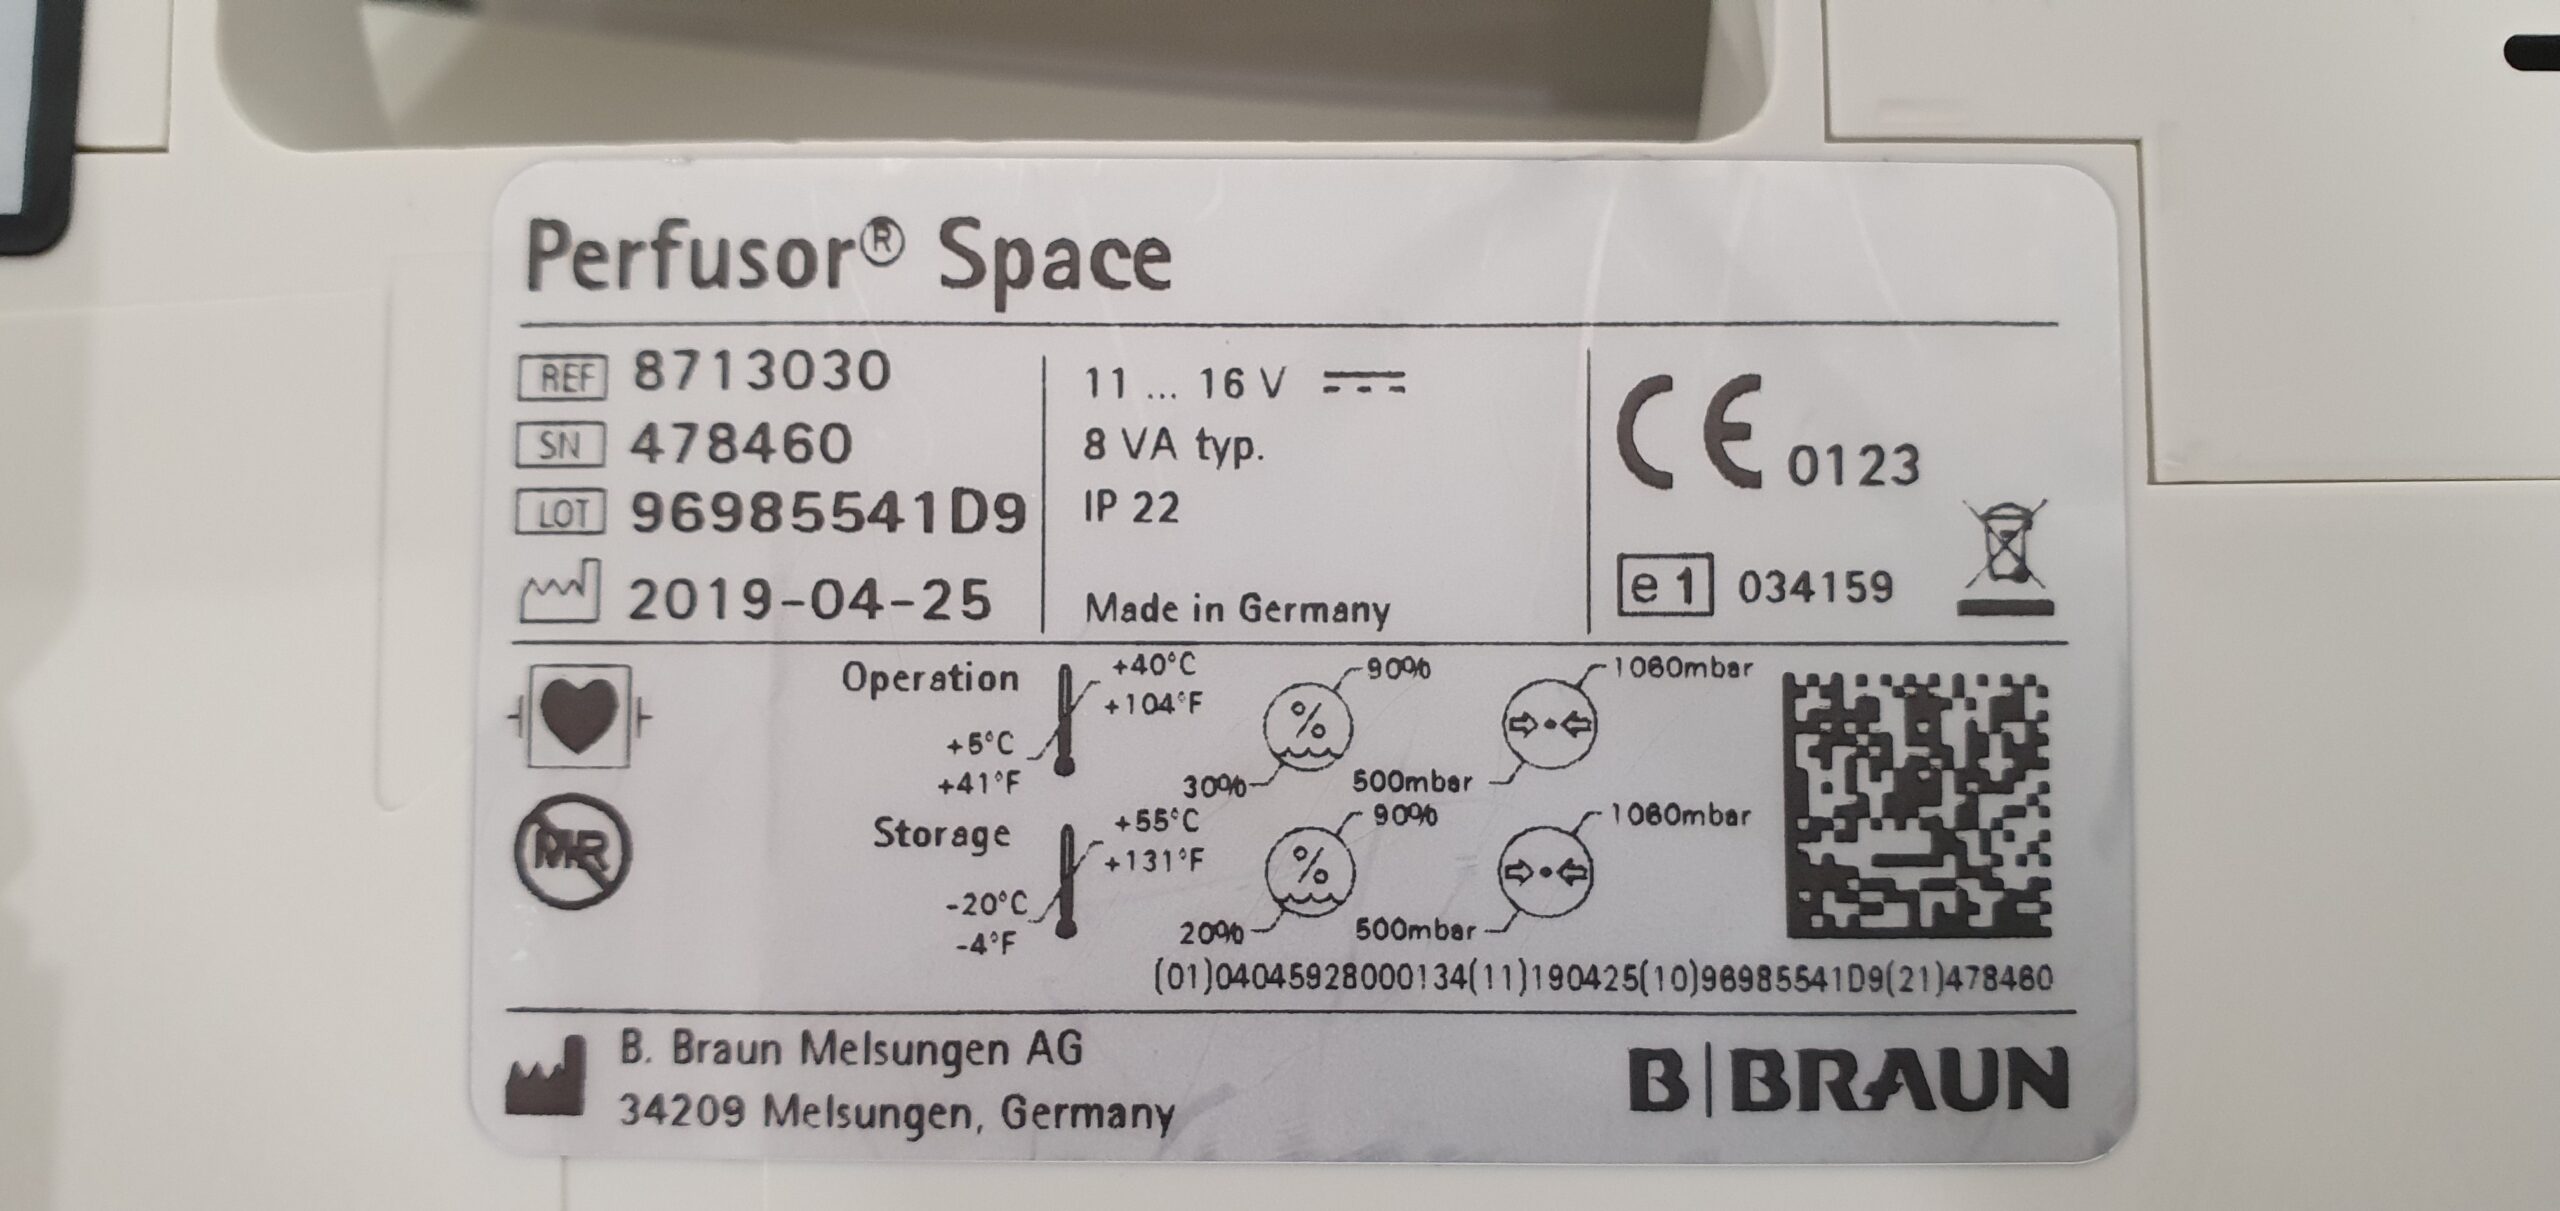 Perfusor® Space
REF 8713030
SN 478460
LOT 96985541D9
2019-04-25
11 ... 16 V
8 VA typ.
IP 22
Made in Germany
CE 0123
e1 034159
Operation
+40°C
+104°F
+5°C
+41°F
%
90%
30%
1060mbar
500mbar
MR
Storage
+55°C
+131°F
-20°C
-4°F
%
90%
20%
1060mbar
500mbar
(01)04045928000134(11)190425(10)96985541D9(21)478460
B. Braun Melsungen AG
34209 Melsungen, Germany
B|BRAUN